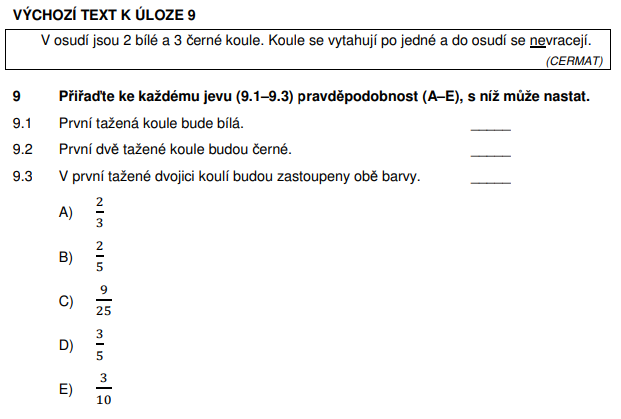 VÝCHOZÍ TEXT K ÚLOZE 9
V osudí jsou 2 bílé a 3 černé koule. Koule se vytahují po jedné a do osudí se nevracejí.
(CERMAT)
9 Přiřaďte ke každému jevu (9.1–9.3) pravděpodobnost (A–E), s níž může nastat.
9.1 První tažená koule bude bílá. _____
9.2 První dvě tažené koule budou černé. _____
9.3 V první tažené dvojici koulí budou zastoupeny obě barvy. _____
A) 2/3
B) 2/5
C) 9/25
D) 3/5
E) 3/10